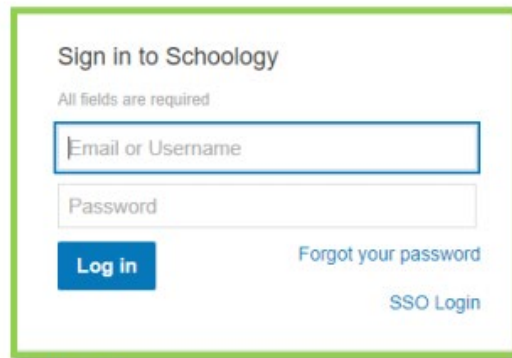 Sign in to Schoology
All fields are required
Email or Username
Password
Log in
Forgot your password
SSO Login